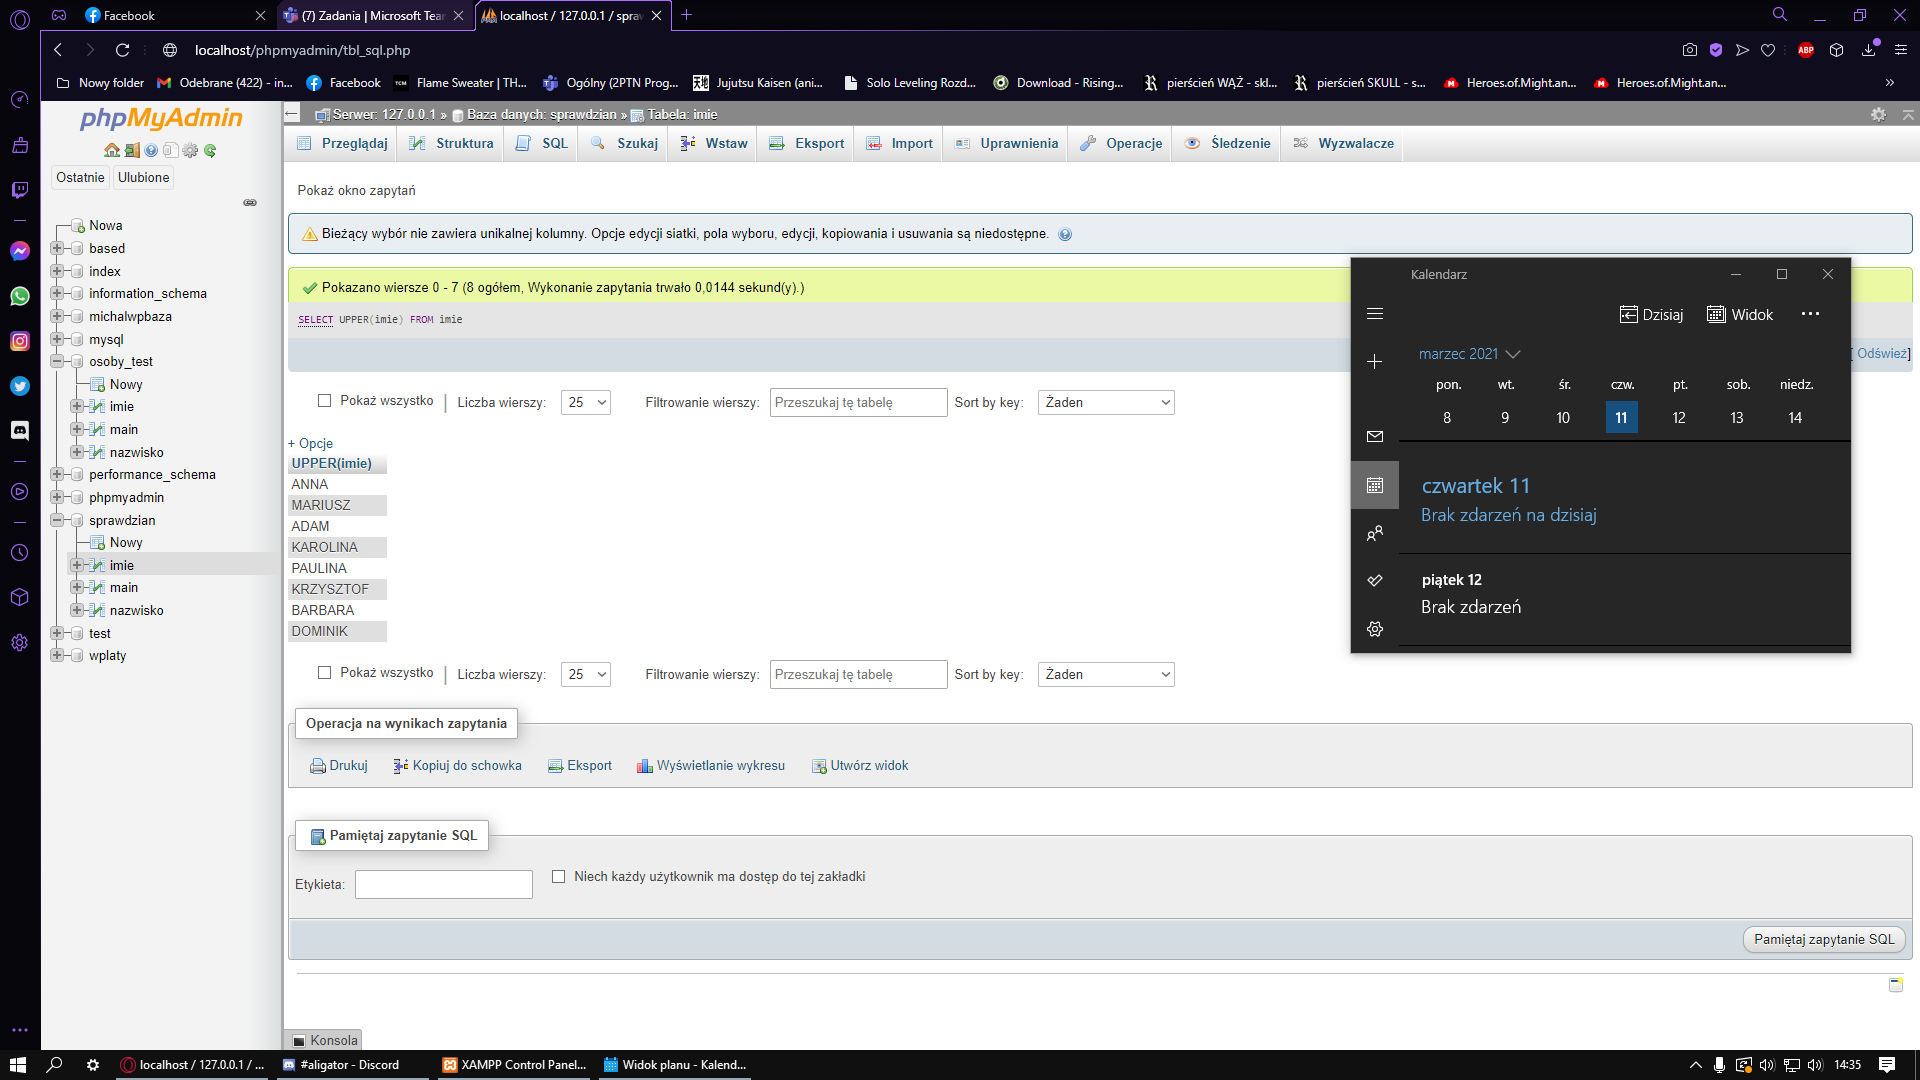 Facebook
(7) Zadania | Microsoft Tear
localhost / 127.0.0.1 / spraw
localhost/phpmyadmin/tbl_sql.php
Nowy folder
Odebrane (422) - in...
Facebook
Flame Sweater | TH...
Ogólny (2PTN Prog...
Jujutsu Kaisen (ani...
Solo Leveling Rozd...
Download - Rising...
pierścień WĄŻ - skl...
pierścień SKULL - s...
Heroes.of.Might.an...
Heroes.of.Might.an...
phpMyAdmin
Ostatnie
Ulubione
Nowa
based
index
information_schema
michalwpbaza
mysql
osoby_test
Nowy
imie
main
nazwisko
performance_schema
phpmyadmin
sprawdzian
Nowy
imie
main
nazwisko
test
wplaty
Serwer: 127.0.0.1 » Baza danych: sprawdzian » Tabela: imie
Przeglądaj
Struktura
SQL
Szukaj
Wstaw
Eksport
Import
Uprawnienia
Operacje
Śledzenie
Wyzwalacze
Pokaż okno zapytań
Bieżący wybór nie zawiera unikalnej kolumny. Opcje edycji siatki, pola wyboru, edycji, kopiowania i usuwania są niedostępne.
Pokazano wiersze 0 - 7 (8 ogółem, Wykonanie zapytania trwało 0,0144 sekund(y).)
SELECT UPPER(imie) FROM imie
[ Odśwież]
Pokaż wszystko
Liczba wierszy:
25
Filtrowanie wierszy:
Przeszukaj tę tabelę
Sort by key:
Żaden
+ Opcje
UPPER(imie)
ANNA
MARIUSZ
ADAM
KAROLINA
PAULINA
KRZYSZTOF
BARBARA
DOMINIK
Pokaż wszystko
Liczba wierszy:
25
Filtrowanie wierszy:
Przeszukaj tę tabelę
Sort by key:
Żaden
Operacja na wynikach zapytania
Drukuj
Kopiuj do schowka
Eksport
Wyświetlanie wykresu
Utwórz widok
Pamiętaj zapytanie SQL
Etykieta:
Niech każdy użytkownik ma dostęp do tej zakładki
Pamiętaj zapytanie SQL
Konsola
Kalendarz
Dzisiaj
Widok
marzec 2021
pon. wt. śr. czw. pt. sob. niedz.
8 9 10 11 12 13 14
czwartek 11
Brak zdarzeń na dzisiaj
piątek 12
Brak zdarzeń
localhost / 127.0.0.1 / ...
#aligator - Discord
XAMPP Control Panel...
Widok planu - Kalend...
14:35
ABP